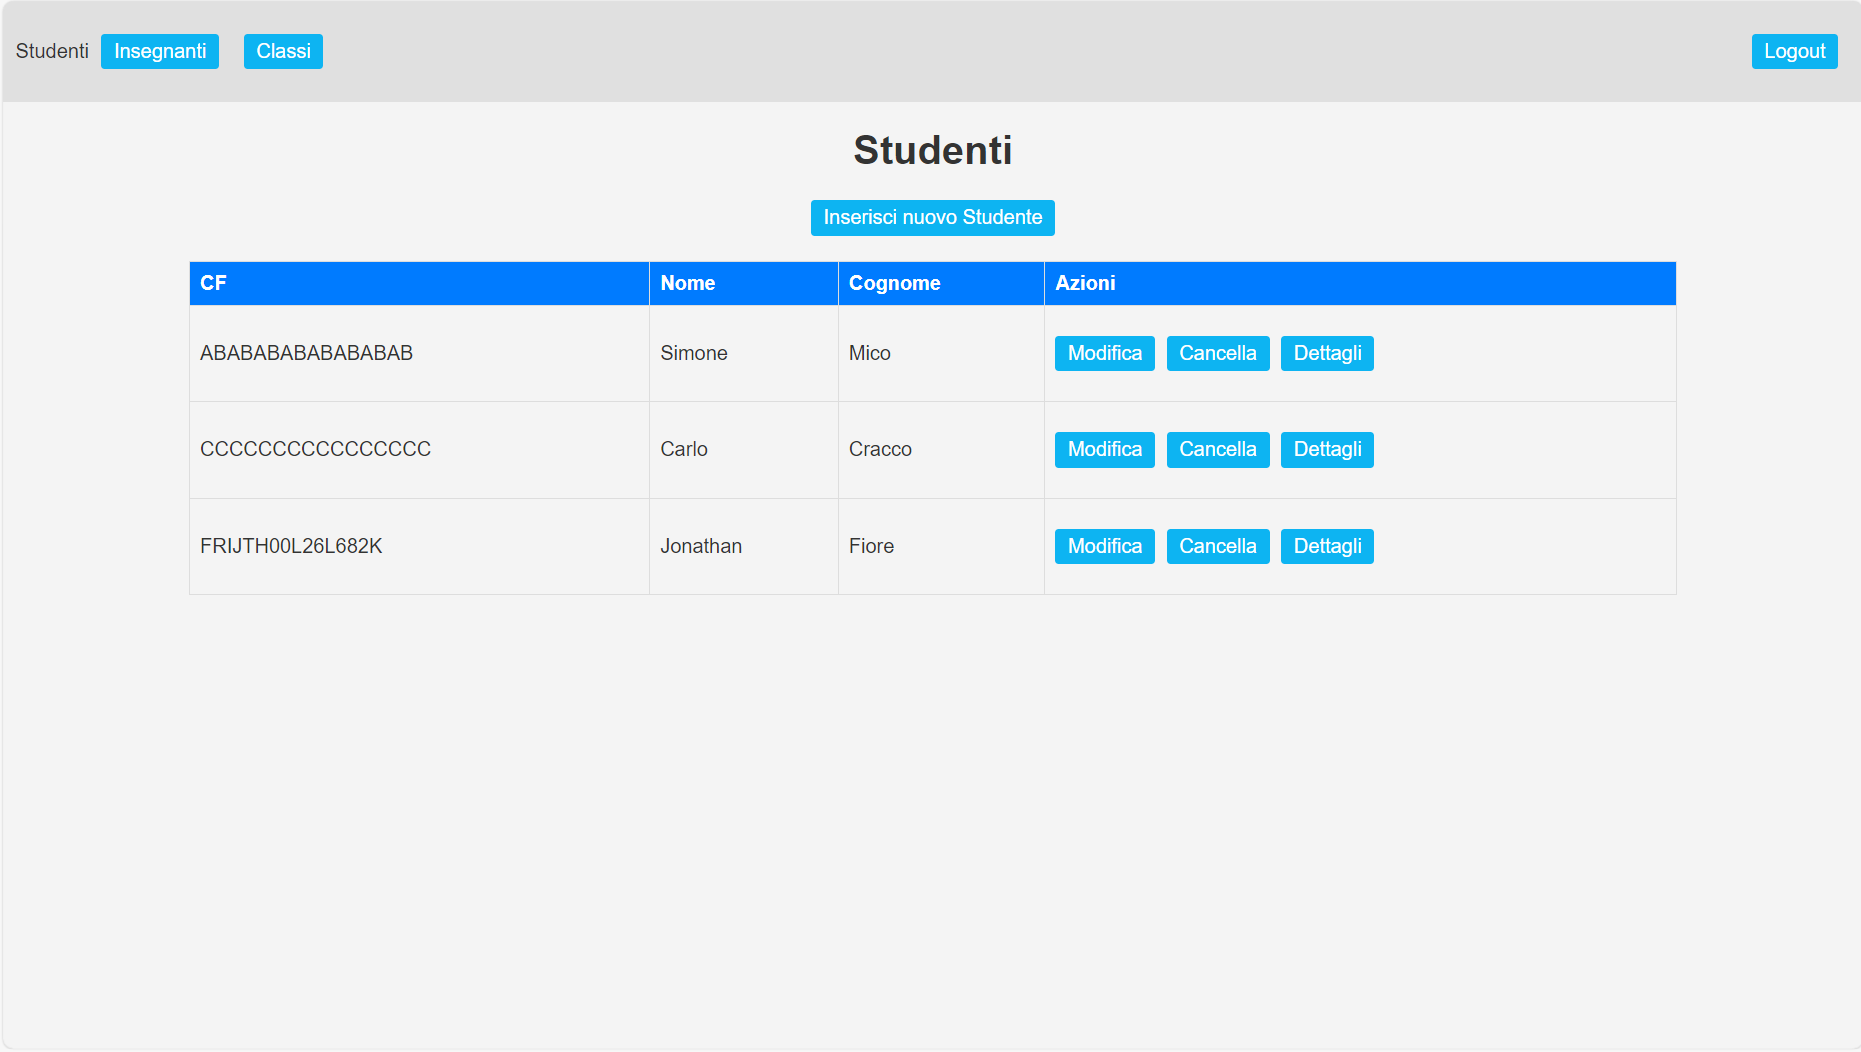 Studenti Insegnanti Classi Logout
Studenti
Inserisci nuovo Studente
CF Nome Cognome Azioni
ABABABABABABABAB Simone Mico Modifica Cancella Dettagli
CCCCCCCCCCCCCCCC Carlo Cracco Modifica Cancella Dettagli
FRIJTH00L26L682K Jonathan Fiore Modifica Cancella Dettagli